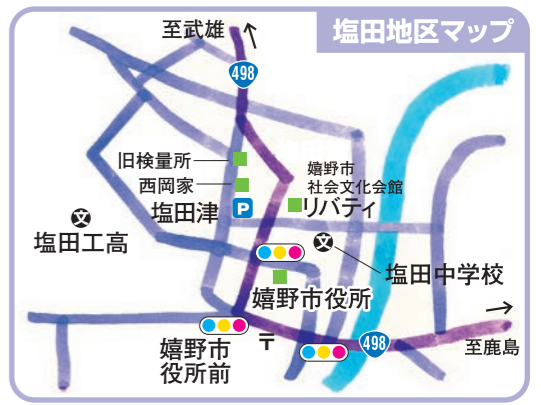 塩田地区マップ
至武雄
498
旧検量所
西岡家
塩田津
P
嬉野市
社会文化会館
リバティ
文
塩田工高
文
塩田中学校
嬉野市役所
嬉野市
役所前
〒
498
至鹿島